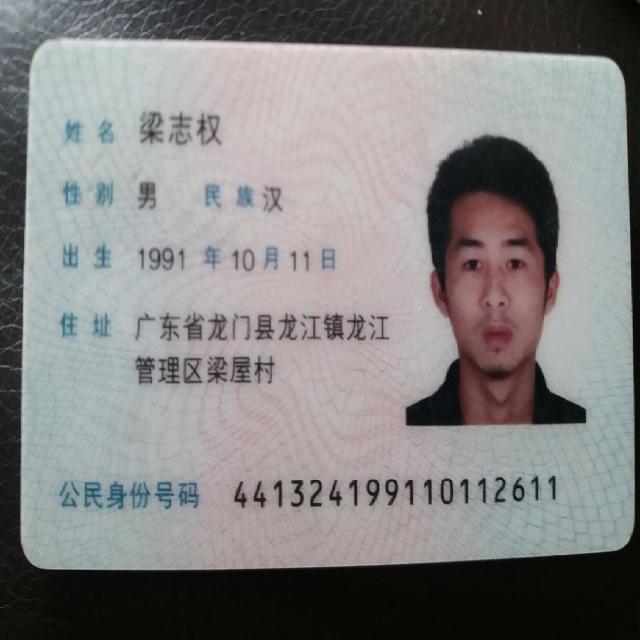 姓名 梁志权
性别 男 民族 汉
出生 1991 年 10 月 11 日
住址 广东省龙门县龙江镇龙江
管理区梁屋村
公民身份号码 441324199110112611